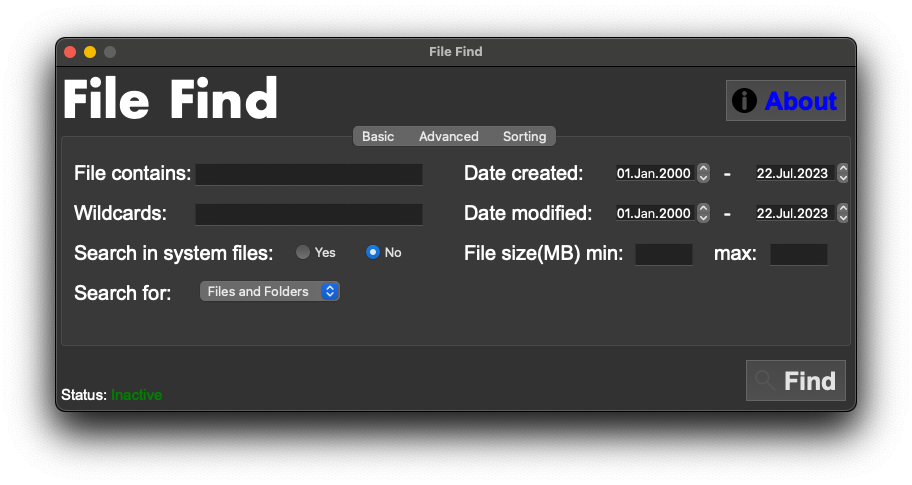 File Find
File Find
About
Basic Advanced Sorting
File contains:
Date created: 01.Jan.2000 - 22.Jul.2023
Wildcards:
Date modified: 01.Jan.2000 - 22.Jul.2023
Search in system files: Yes No
File size(MB) min: max:
Search for: Files and Folders
Find
Status: Inactive